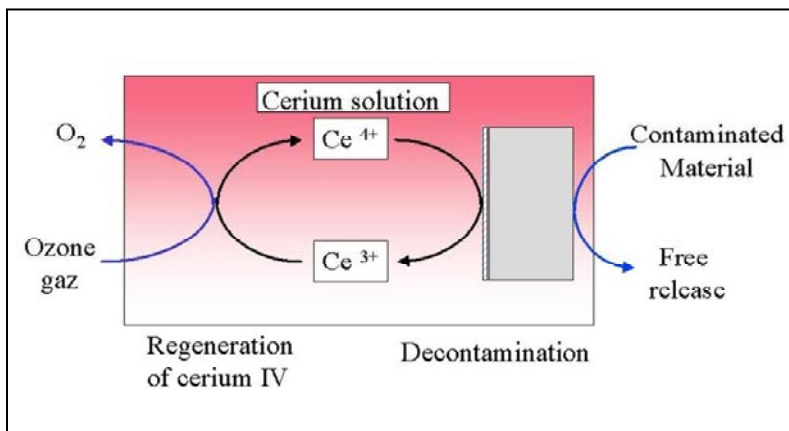 Cerium solution
O₂
Ce ⁴⁺
Contaminated
Material
Ozone
gaz
Ce ³⁺
Free
release
Regeneration
of cerium IV
Decontamination